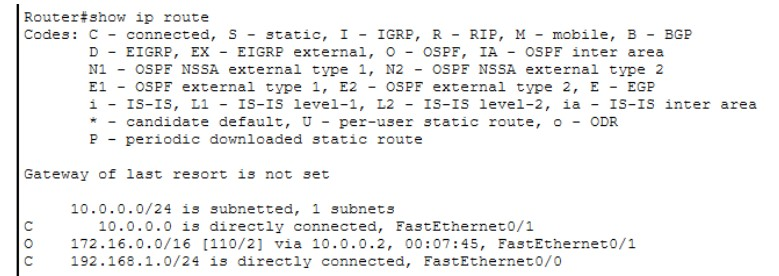 Router#show ip route
Codes: C - connected, S - static, I - IGRP, R - RIP, M - mobile, B - BGP
       D - EIGRP, EX - EIGRP external, O - OSPF, IA - OSPF inter area
       N1 - OSPF NSSA external type 1, N2 - OSPF NSSA external type 2
       E1 - OSPF external type 1, E2 - OSPF external type 2, E - EGP
       i - IS-IS, L1 - IS-IS level-1, L2 - IS-IS level-2, ia - IS-IS inter area
       * - candidate default, U - per-user static route, o - ODR
       P - periodic downloaded static route
Gateway of last resort is not set
     10.0.0.0/24 is subnetted, 1 subnets
C       10.0.0.0 is directly connected, FastEthernet0/1
O    172.16.0.0/16 [110/2] via 10.0.0.2, 00:07:45, FastEthernet0/1
C    192.168.1.0/24 is directly connected, FastEthernet0/0